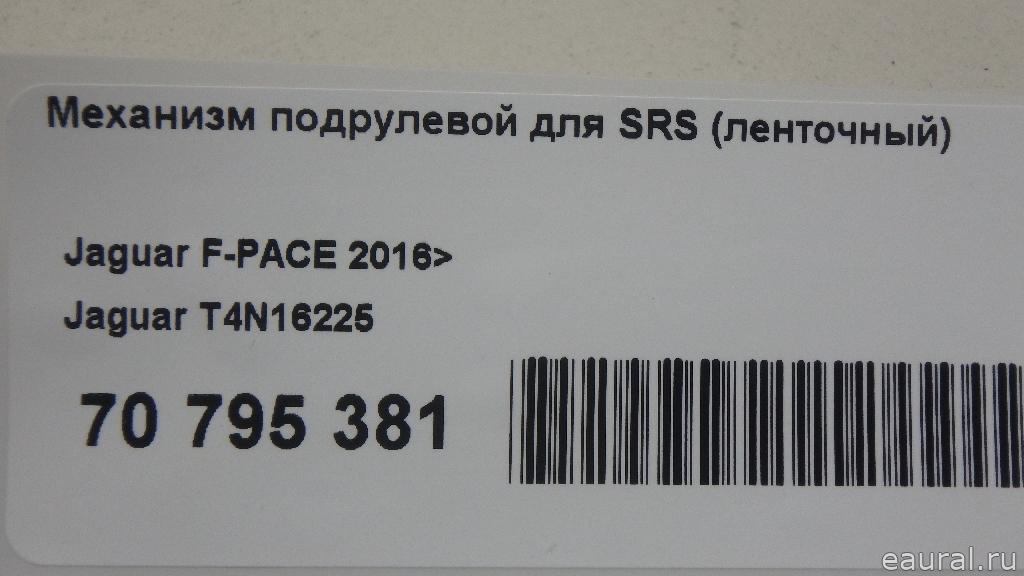 Механизм подрулевой для SRS (ленточный)
Jaguar F-PACE 2016>
Jaguar T4N16225
70 795 381
eaural.ru